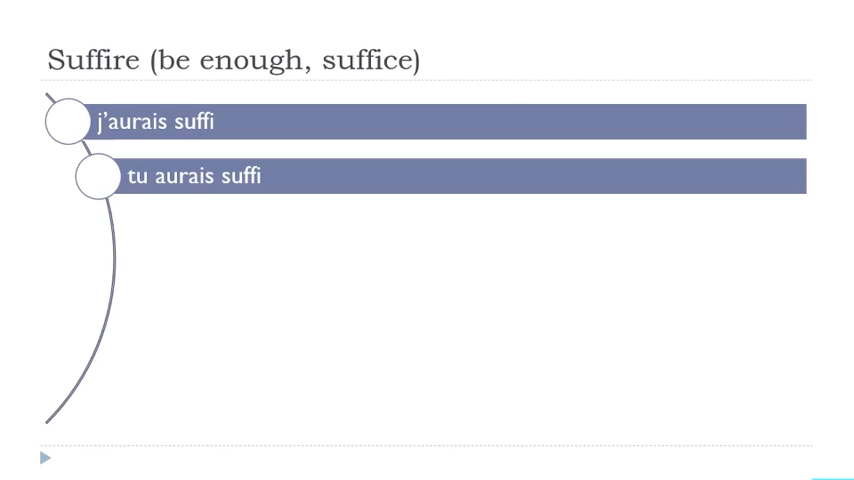 Suffire (be enough, suffice)
j’aurais suffi
tu aurais suffi